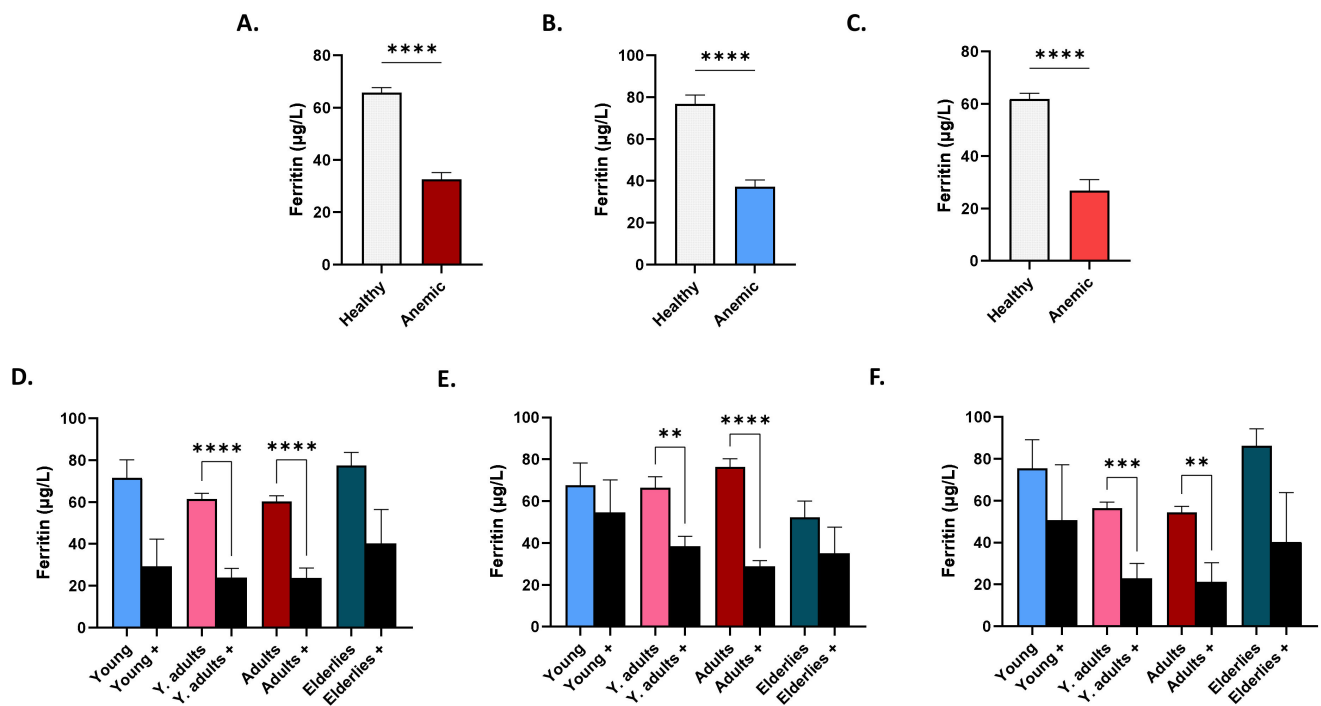 A.
B.
C.
Ferritin (µg/L)
80
60
40
20
0
****
Healthy
Anemic
Ferritin (µg/L)
100
80
60
40
20
0
****
Healthy
Anemic
Ferritin (µg/L)
80
60
40
20
0
****
Healthy
Anemic
D.
E.
F.
Ferritin (µg/L)
100
80
60
40
20
0
****
****
Young
Young +
Y. adults
Y. adults +
Adults
Adults +
Elderlies
Elderlies +
Ferritin (µg/L)
100
80
60
40
20
0
**
****
Young
Young +
Y. adults
Y. adults +
Adults
Adults +
Elderlies
Elderlies +
Ferritin (µg/L)
100
80
60
40
20
0
***
**
Young
Young +
Y. adults
Y. adults +
Adults
Adults +
Elderlies
Elderlies +